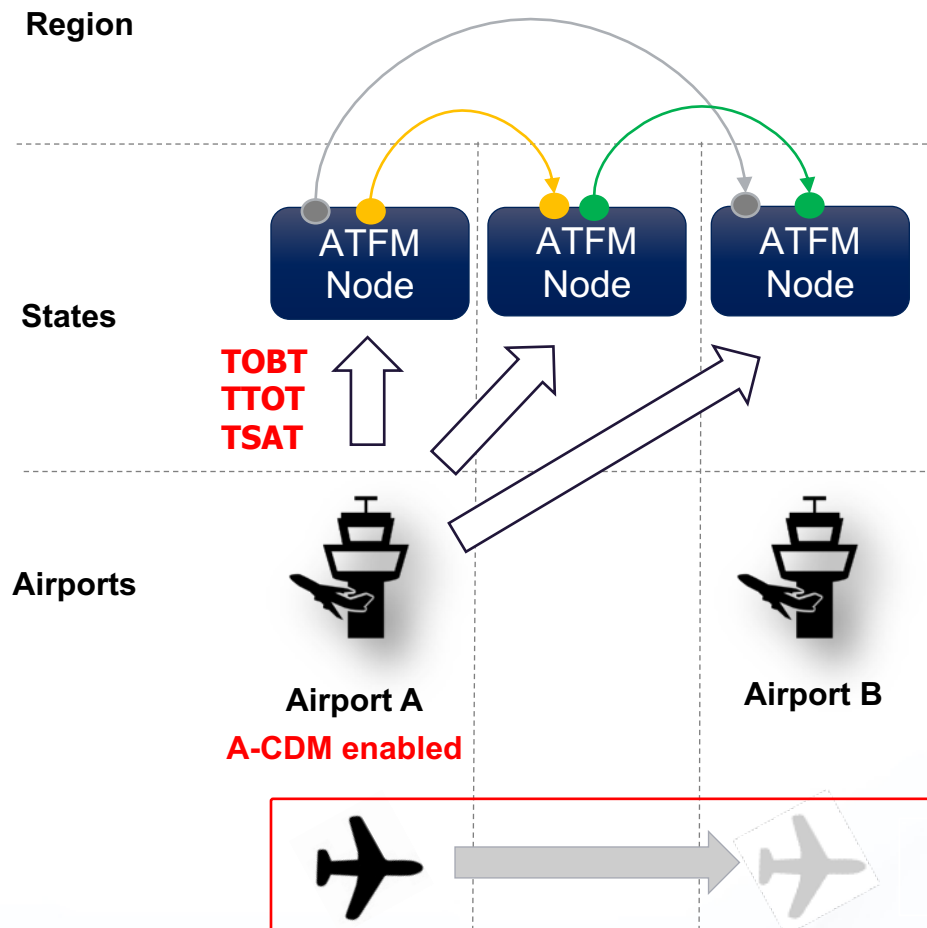 Region
ATFM
Node
ATFM
Node
ATFM
Node
States
TOBT
TTOT
TSAT
Airports
Airport A
Airport B
A-CDM enabled